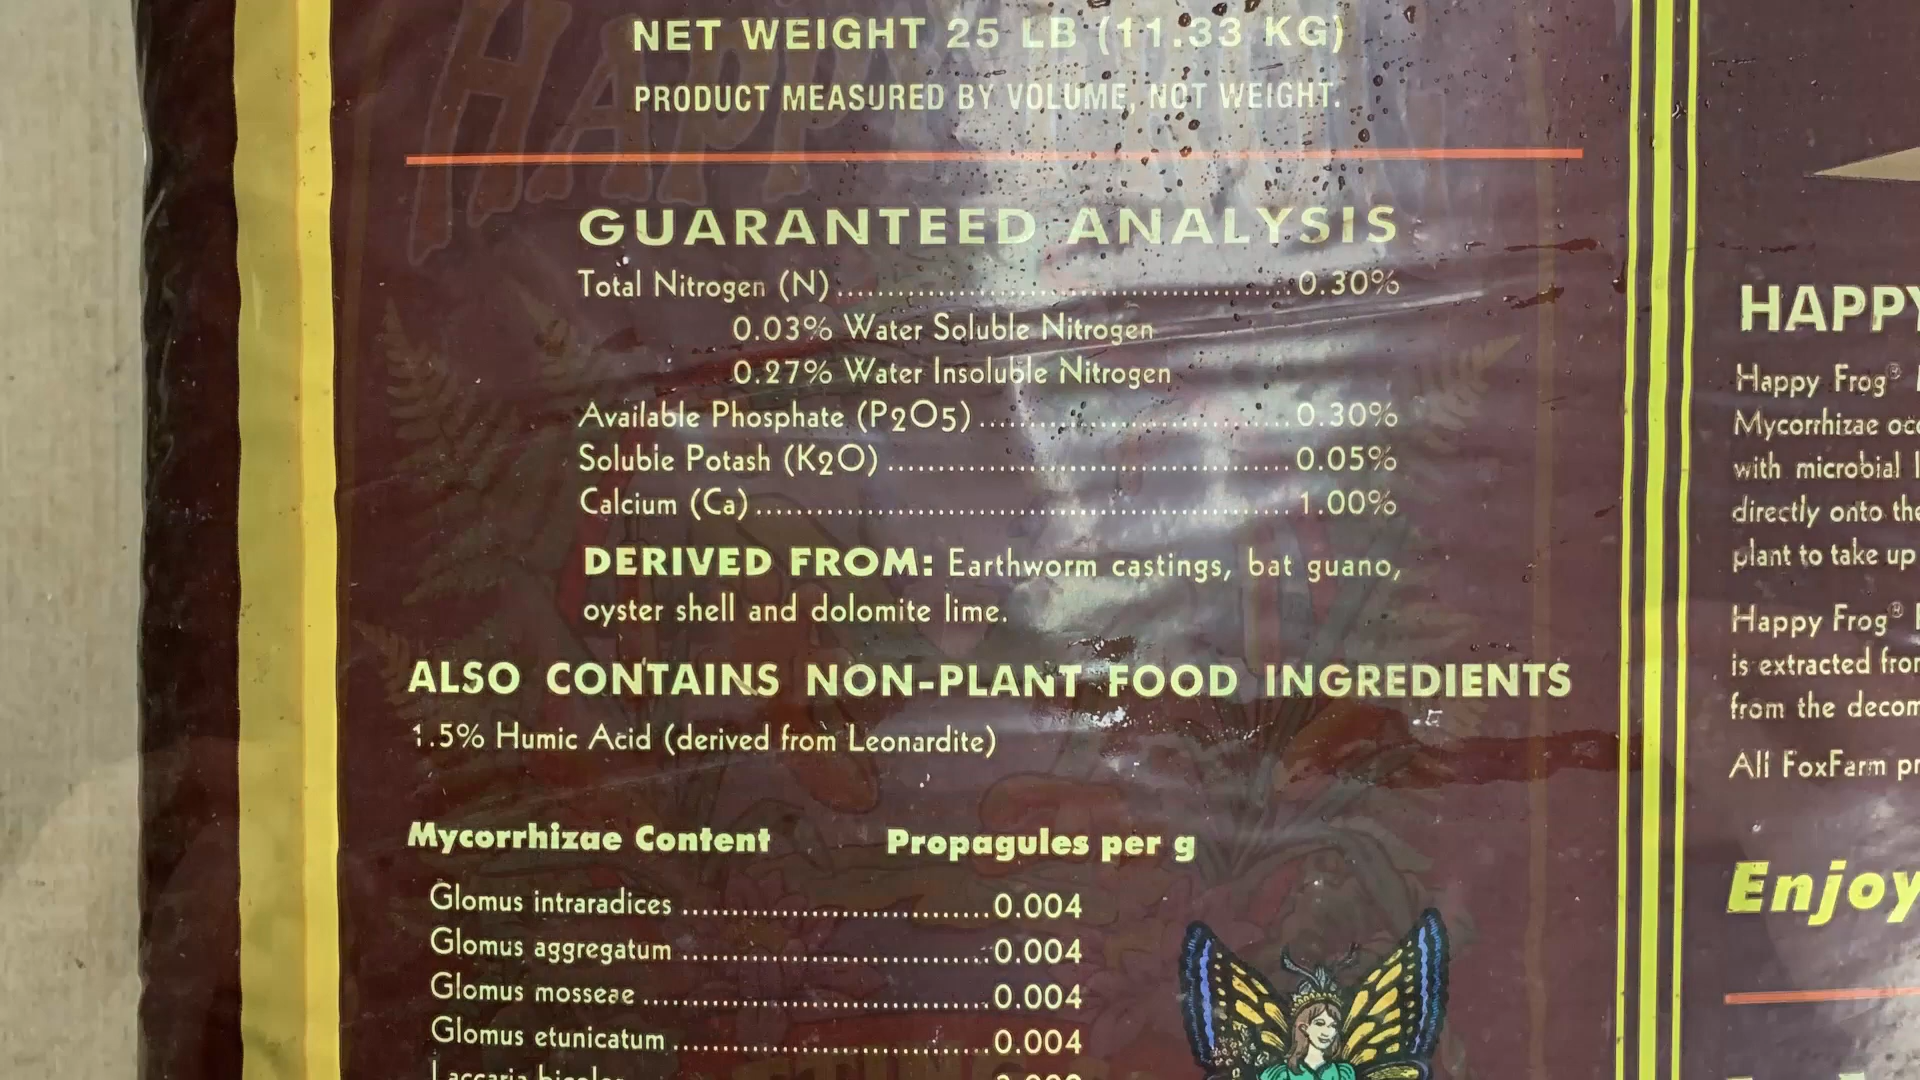 NET WEIGHT 25 LB (11.33 KG)
PRODUCT MEASURED BY VOLUME, NOT WEIGHT.
GUARANTEED ANALYSIS
Total Nitrogen (N)........................................0.30%
0.03% Water Soluble Nitrogen
0.27% Water Insoluble Nitrogen
Available Phosphate (P2O5)...........................0.30%
Soluble Potash (K2O)...................................0.05%
Calcium (Ca)..............................................1.00%
DERIVED FROM: Earthworm castings, bat guano,
oyster shell and dolomite lime.
ALSO CONTAINS NON-PLANT FOOD INGREDIENTS
1.5% Humic Acid (derived from Leonardite)
Mycorrhizae Content Propagules per g
Glomus intraradices ................................0.004
Glomus aggregatum ................................0.004
Glomus mosseae ....................................0.004
Glomus etunicatum .................................0.004
Laccaria
HAPPY
Happy Frog®
Mycorrhizae
with microbial
directly onto the
plant to take up
Happy Frog®
is extracted from
from the
All FoxFarm
Enjoy